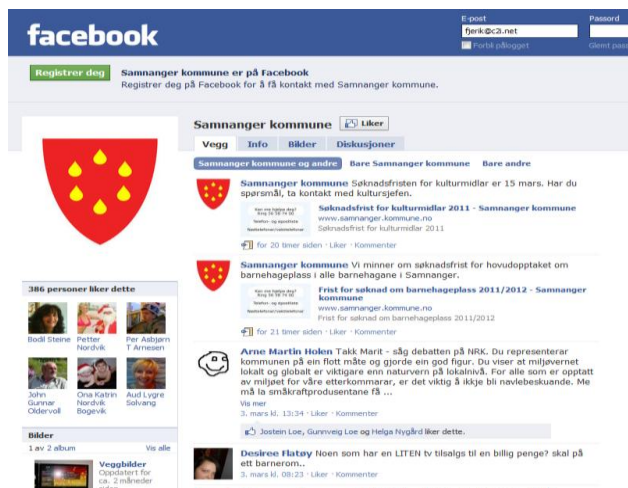 facebook
E-post
Passord
fjerik@c2i.net
Forbli pålogget
Glemt pass
Registrer deg
Samnanger kommune er på Facebook
Registrer deg på Facebook for å få kontakt med Samnanger kommune.
Samnanger kommune
Liker
Vegg
Info
Bilder
Diskusjoner
Samnanger kommune og andre
Bare Samnanger kommune
Bare andre
Samnanger kommune Søknadsfristen for kulturmidlar er 15 mars. Har du
spørsmål, ta kontakt med kultursjefen.
Søknadsfrist for kulturmidlar 2011 - Samnanger kommune
www.samnanger.kommune.no
Søknadsfrist for kulturmidlar 2011
for 20 timer siden · Liker · Kommenter
Samnanger kommune Vi minner om søknadsfristen for hovudopptaket om
barnehageplass i alle barnehagane i Samnanger.
Frist for søknad om barnehageplass 2011/2012 - Samnanger
kommune
www.samnanger.kommune.no
Frist for søknad om barnehageplass 2011/2012
for 21 timer siden · Liker · Kommenter
Arne Martin Holen Takk Marit - såg debatten på NRK. Du representerar
kommunen på ein flott måte og gjorde ein god figur. Du viser at miljøvernet
lokalt og globalt er viktigare enn naturvern på lokalnivå. For alle som er opptatt
av miljøet for våre etterkommarar, er det viktig å ikkje bli navlebeskuande. Me
må la småkraftprodusentane få ...
Vis mer
3. mars kl. 13:34 · Liker · Kommenter
Jostein Loe, Gunnveig Loe og Helga Nygård liker dette.
Desiree Flatøy Noen som har en LITEN tv tilsalgs til en billig penge? skal på
ett barnerom..
3. mars kl. 08:23 · Liker · Kommenter
386 personer liker dette
Bodil Steine
Petter
Nordvik
Per Asbjørn
T Arnesen
John
Gunnar
Oldervoll
Ona Katrin
Nordvik
Bogevik
Aud Lygre
Solvang
Bilder
1 av 2 album
Vis alle
Veggbilder
Oppdatert for
ca. 2 måneder